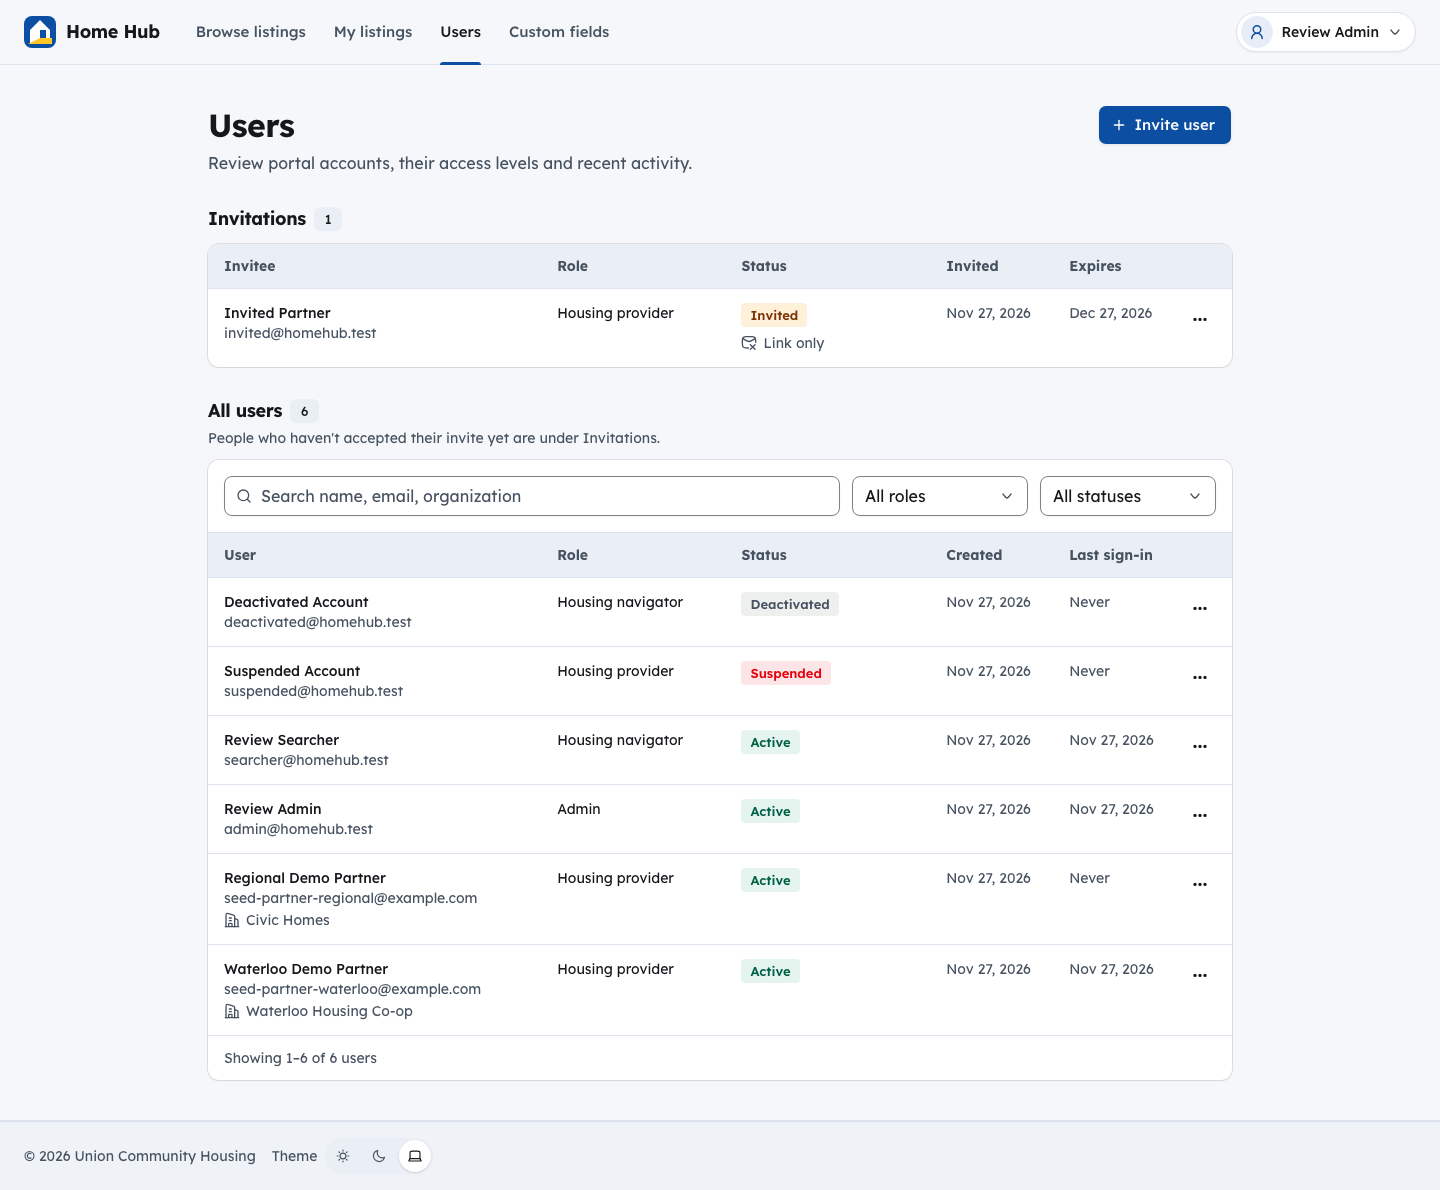 Home Hub Browse listings My listings Users Custom fields Review Admin
Users
Invite user
Review portal accounts, their access levels and recent activity.
Invitations 1
Invitee Role Status Invited Expires
Invited Partner Housing provider Invited Nov 27, 2026 Dec 27, 2026
invited@homehub.test
Link only
All users 6
People who haven't accepted their invite yet are under Invitations.
Search name, email, organization All roles All statuses
User Role Status Created Last sign-in
Deactivated Account Housing navigator Deactivated Nov 27, 2026 Never
deactivated@homehub.test
Suspended Account Housing provider Suspended Nov 27, 2026 Never
suspended@homehub.test
Review Searcher Housing navigator Active Nov 27, 2026 Nov 27, 2026
searcher@homehub.test
Review Admin Admin Active Nov 27, 2026 Nov 27, 2026
admin@homehub.test
Regional Demo Partner Housing provider Active Nov 27, 2026 Never
seed-partner-regional@example.com
Civic Homes
Waterloo Demo Partner Housing provider Active Nov 27, 2026 Nov 27, 2026
seed-partner-waterloo@example.com
Waterloo Housing Co-op
Showing 1–6 of 6 users
© 2026 Union Community Housing Theme